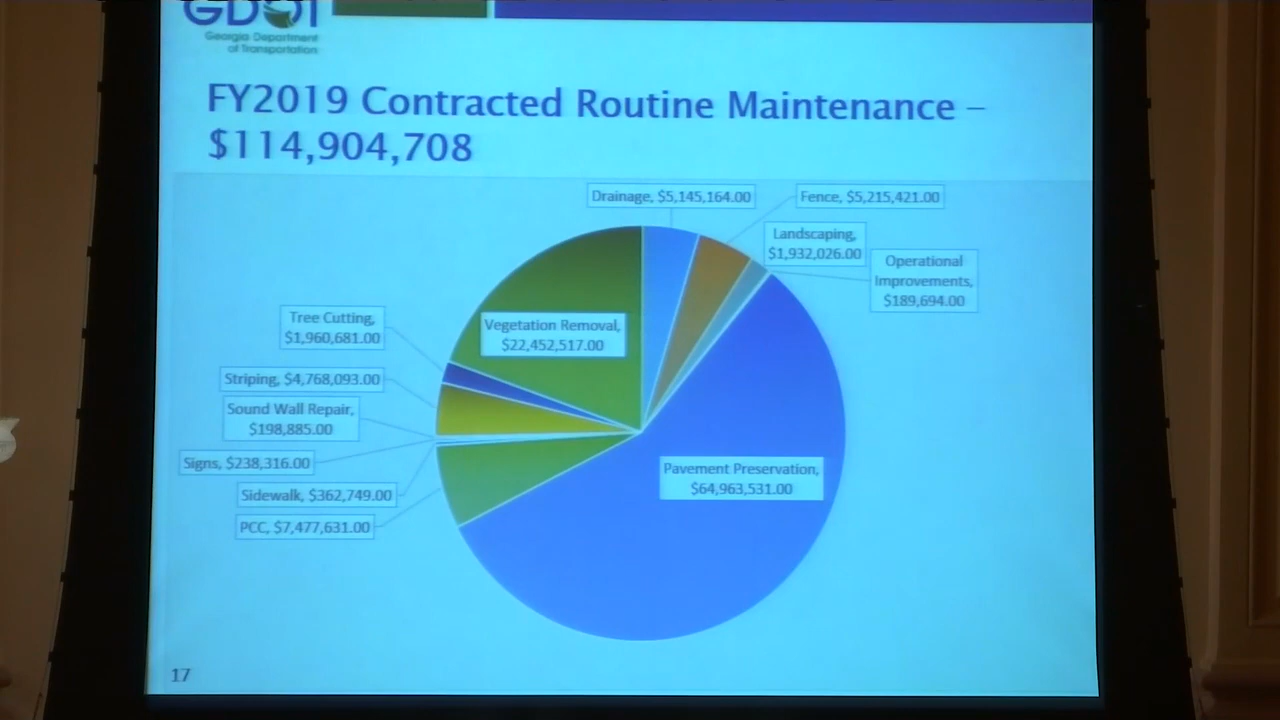 GDOT
Georgia Department
of Transportation
FY2019 Contracted Routine Maintenance –
$114,904,708
Drainage, $5,145,164.00
Fence, $5,215,421.00
Landscaping,
$1,932,026.00
Operational
Improvements,
$189,694.00
Tree Cutting,
$1,960,681.00
Vegetation Removal,
$22,452,517.00
Striping, $4,768,093.00
Sound Wall Repair,
$198,885.00
Signs, $238,316.00
Sidewalk, $362,749.00
PCC, $7,477,631.00
Pavement Preservation,
$64,963,531.00
17